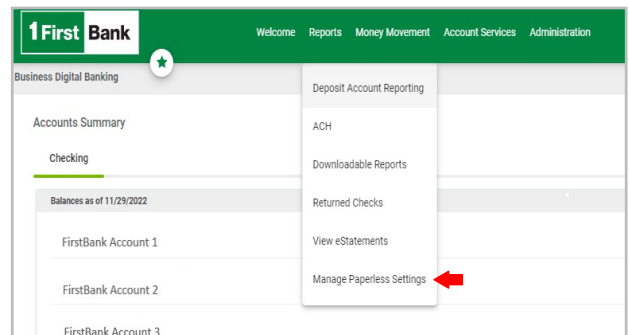 1First Bank
Welcome Reports Money Movement Account Services Administration
Business Digital Banking
Deposit Account Reporting
Accounts Summary
ACH
Checking
Downloadable Reports
Balances as of 11/29/2022
Returned Checks
FirstBank Account 1
View eStatements
Manage Paperless Settings
FirstBank Account 2
FirstBank Account 3